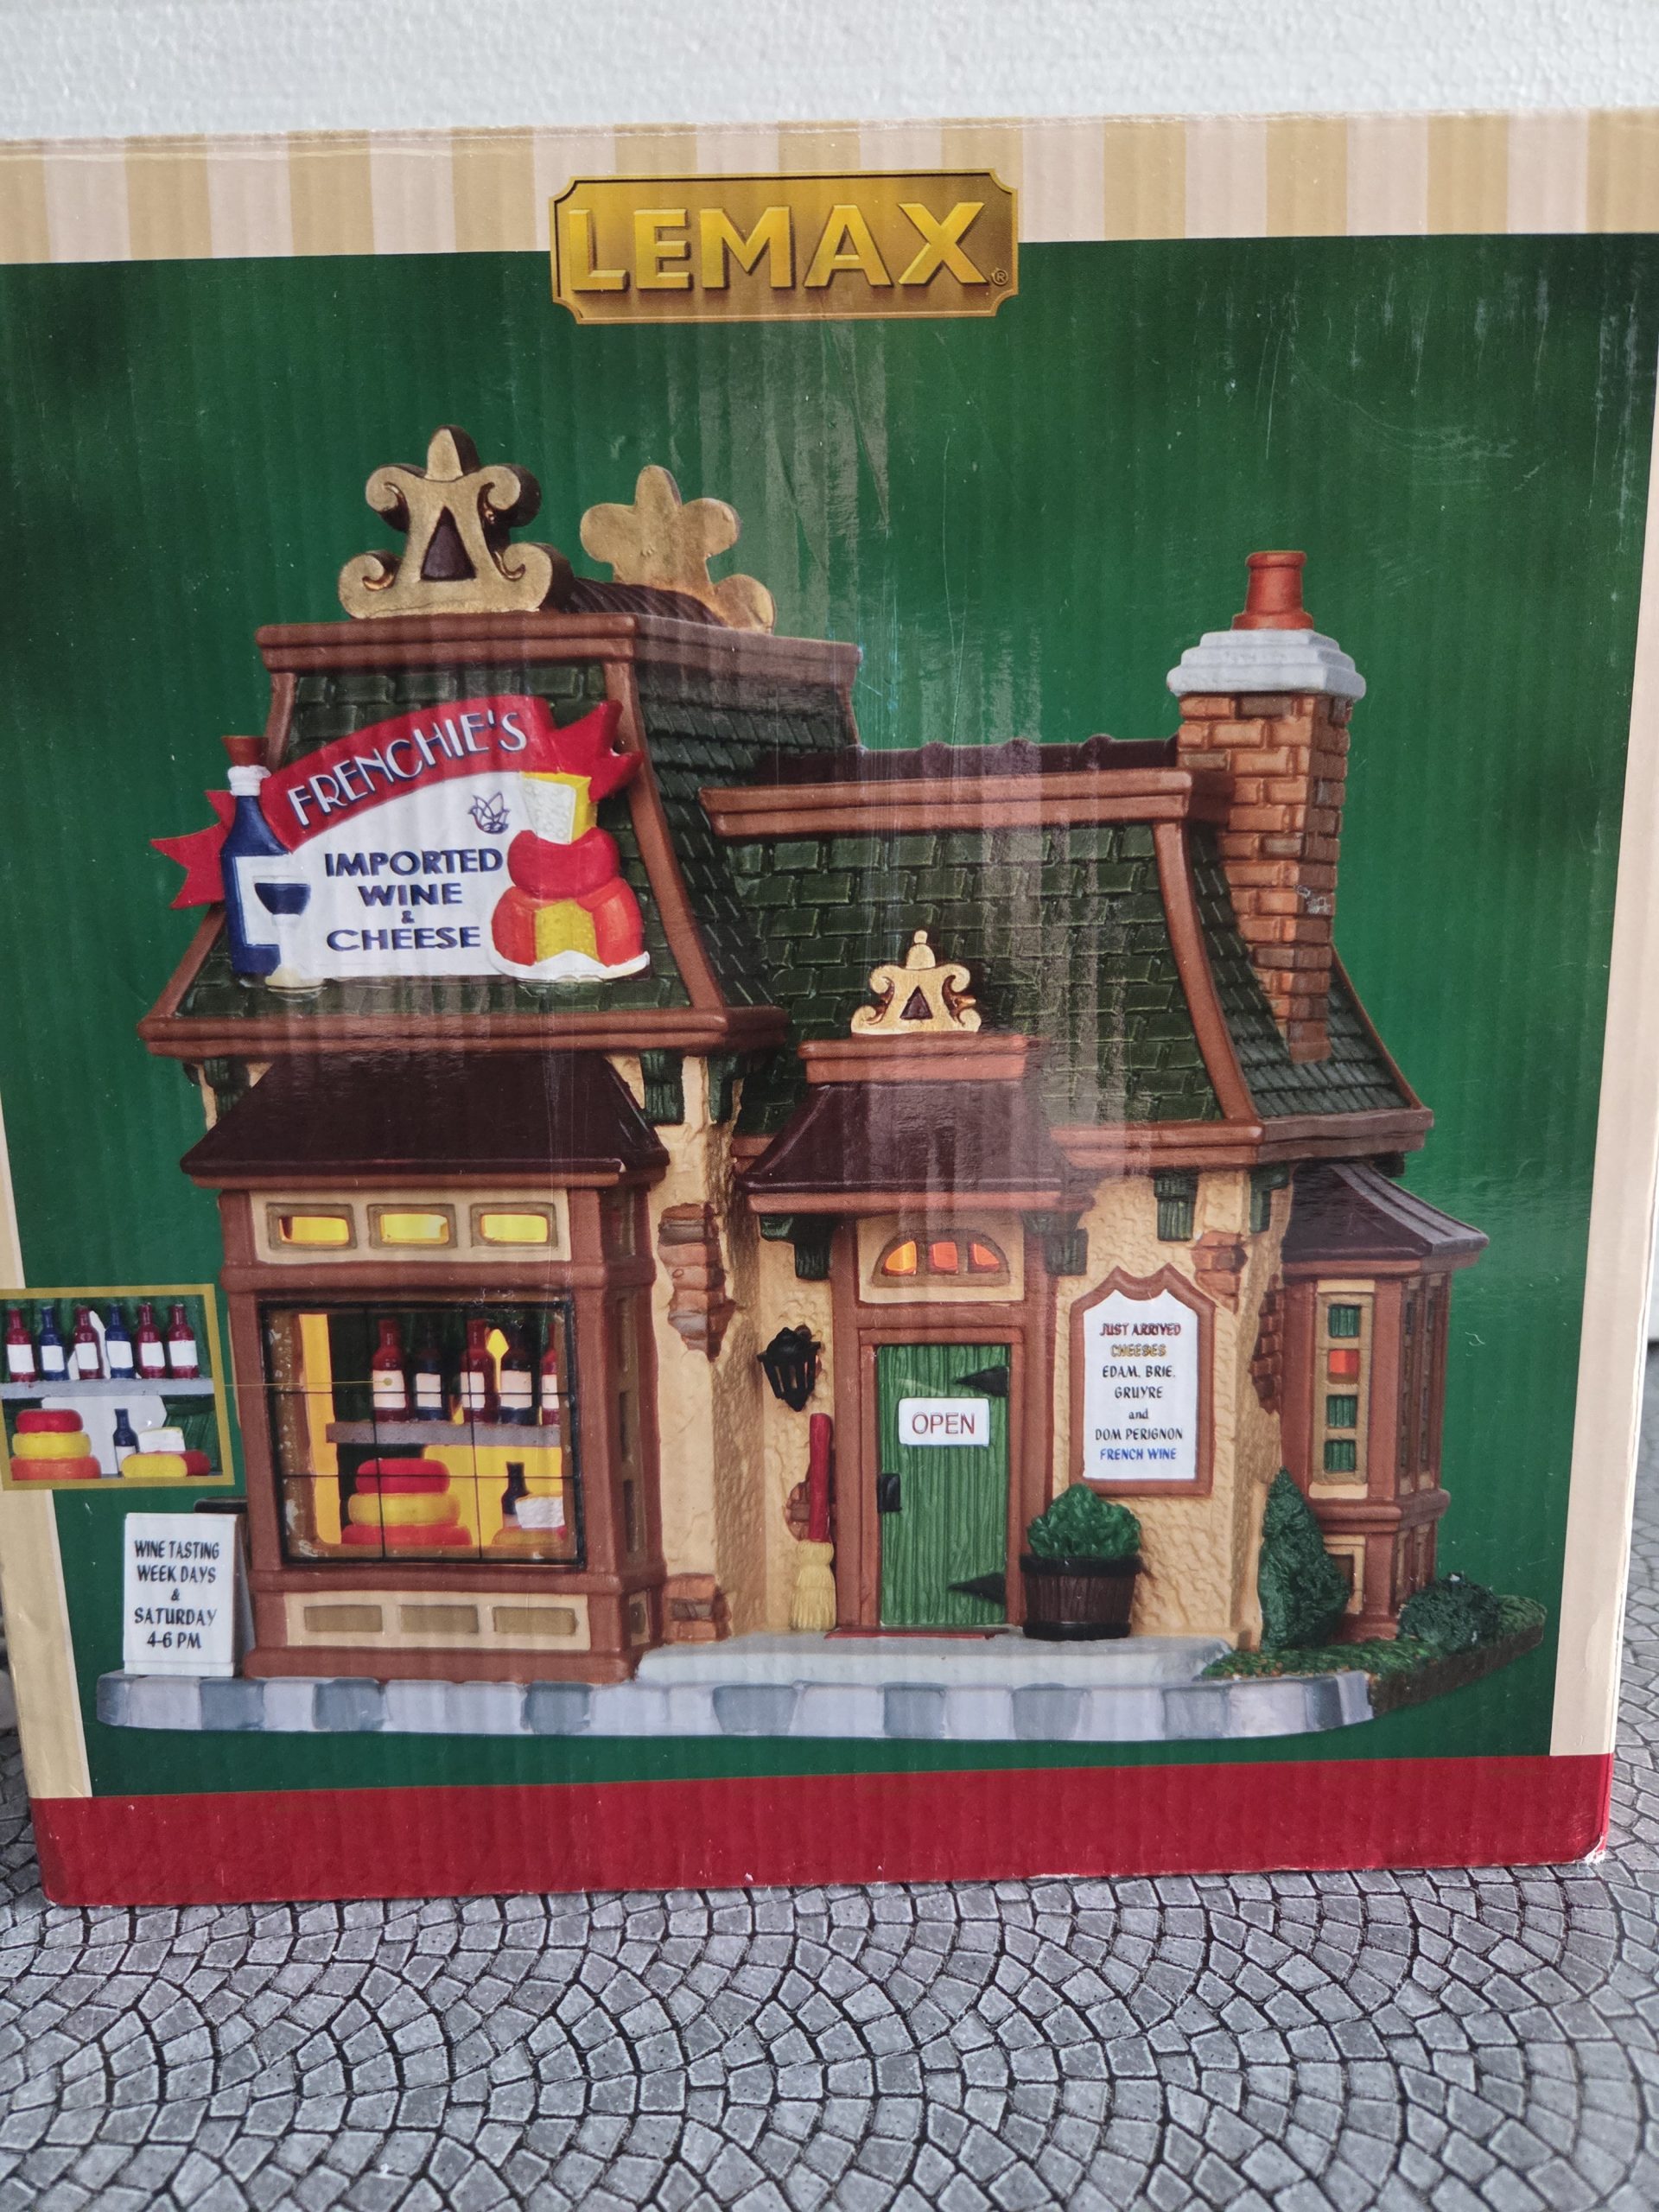 LEMAX®
FRENCHIE'S
IMPORTED
WINE
&
CHEESE
JUST ARRIVED
CHEESES
EDAM, BRIE,
GRUYRE
and
DOM PERIGNON
FRENCH WINE
OPEN
WINE TASTING
WEEK DAYS
&
SATURDAY
4-6 PM